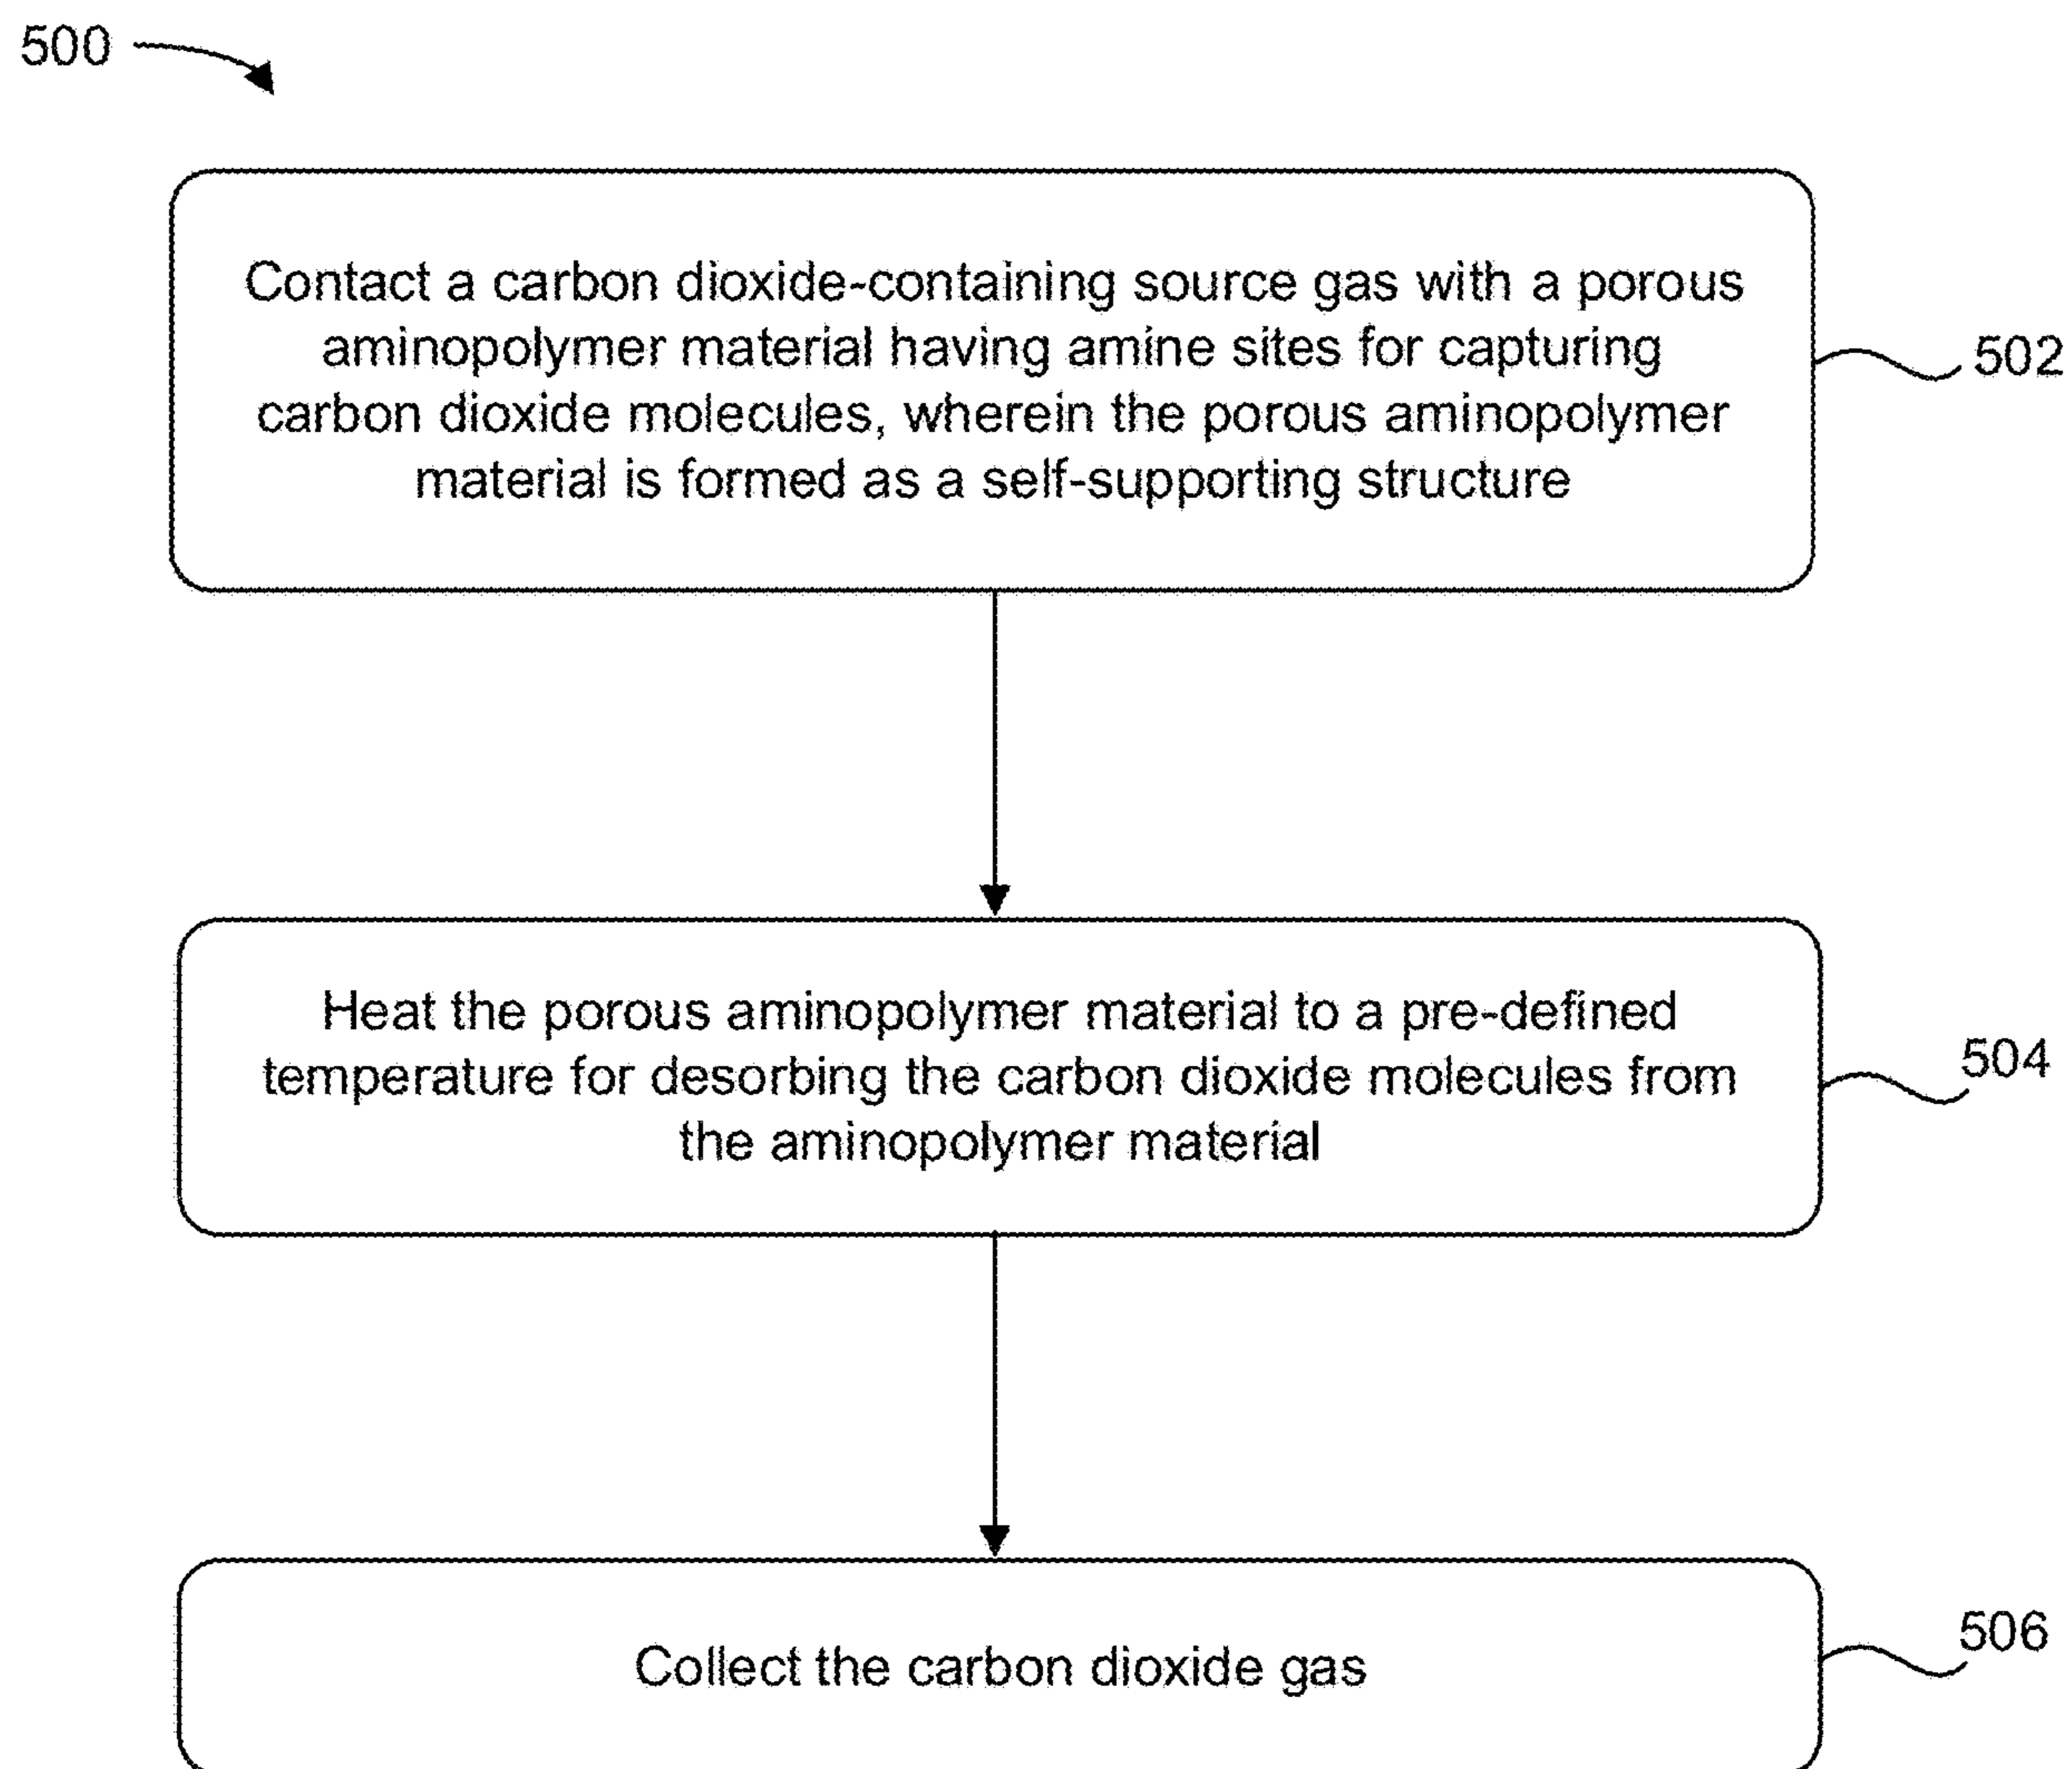 500
Contact a carbon dioxide-containing source gas with a porous
aminopolymer material having amine sites for capturing
carbon dioxide molecules, wherein the porous aminopolymer
material is formed as a self-supporting structure
502
Heat the porous aminopolymer material to a pre-defined
temperature for desorbing the carbon dioxide molecules from
the aminopolymer material
504
Collect the carbon dioxide gas
506